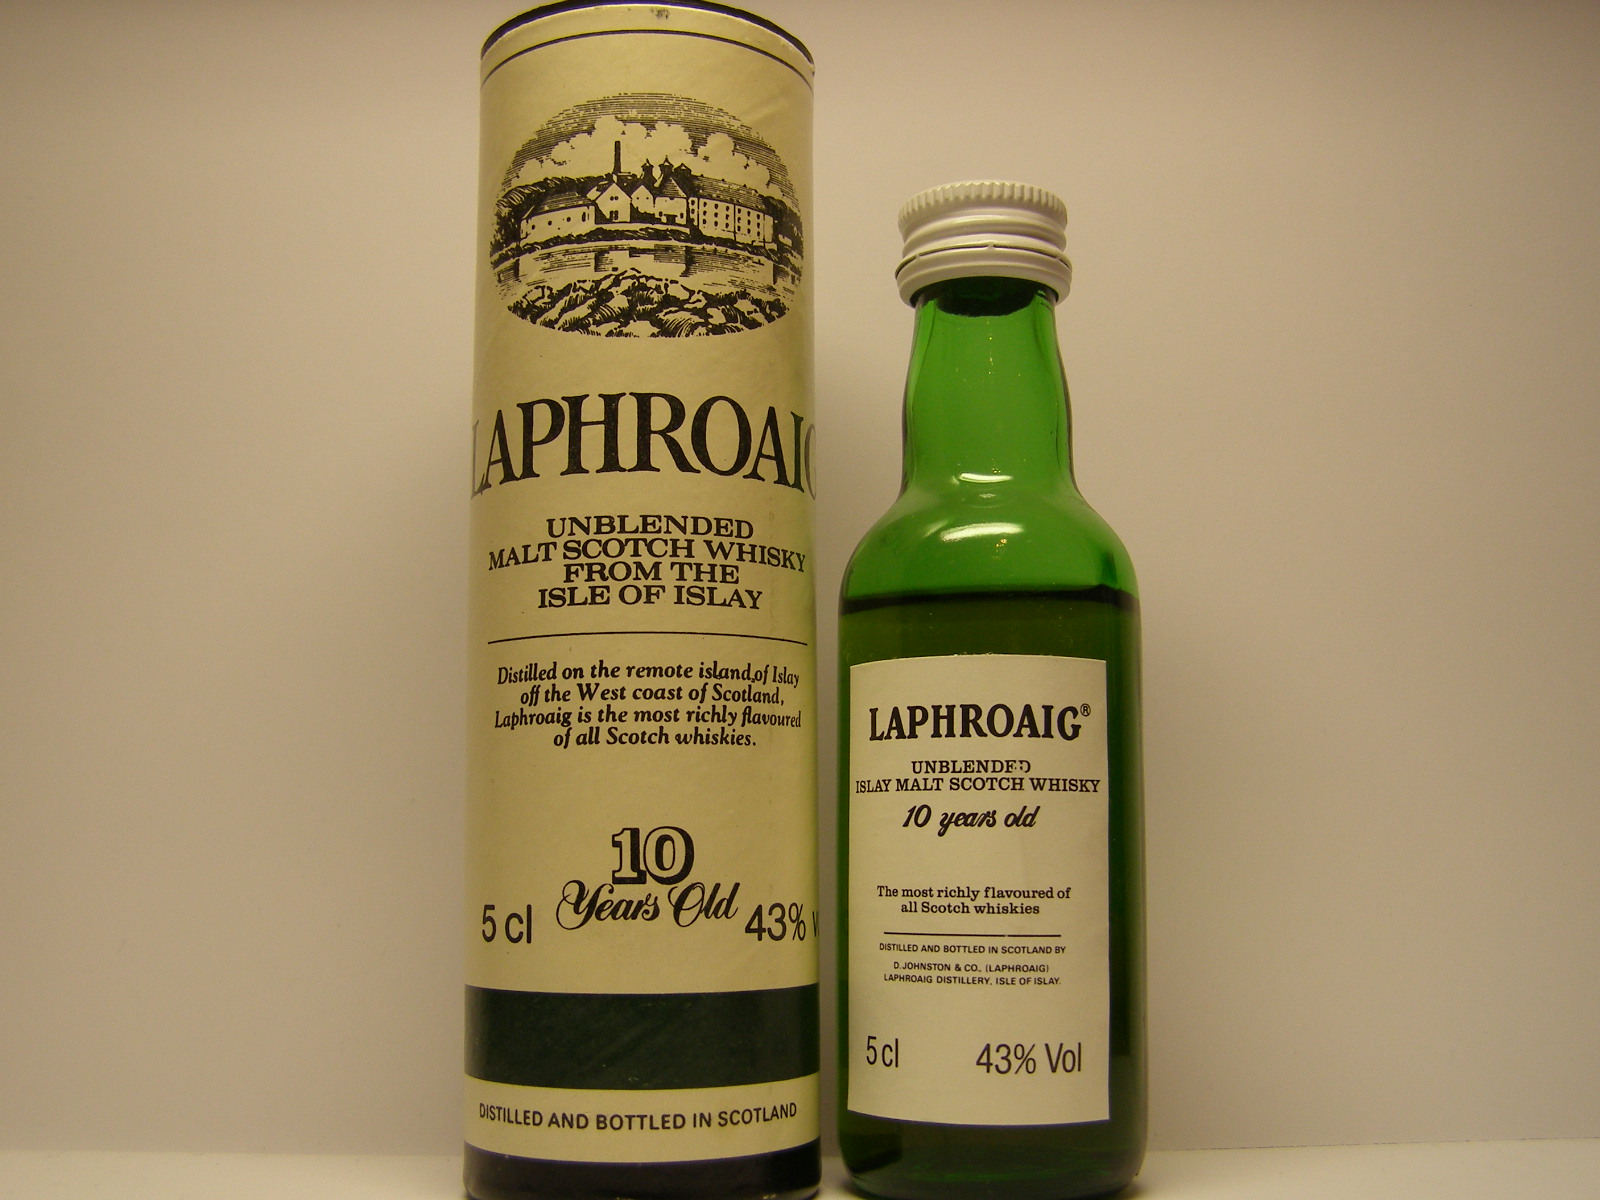 LAPHROAIG
UNBLENDED
MALT SCOTCH WHISKY
FROM THE
ISLE OF ISLAY
Distilled on the remote island of Islay
off the West coast of Scotland,
Laphroaig is the most richly flavoured
of all Scotch whiskies.
10
Years Old
5 cl 43% v
DISTILLED AND BOTTLED IN SCOTLAND
LAPHROAIG®
UNBLENDED
ISLAY MALT SCOTCH WHISKY
10 years old
The most richly flavoured of
all Scotch whiskies
DISTILLED AND BOTTLED IN SCOTLAND BY
D. JOHNSTON & CO., (LAPHROAIG)
LAPHROAIG DISTILLERY, ISLE OF ISLAY.
5 cl 43% Vol